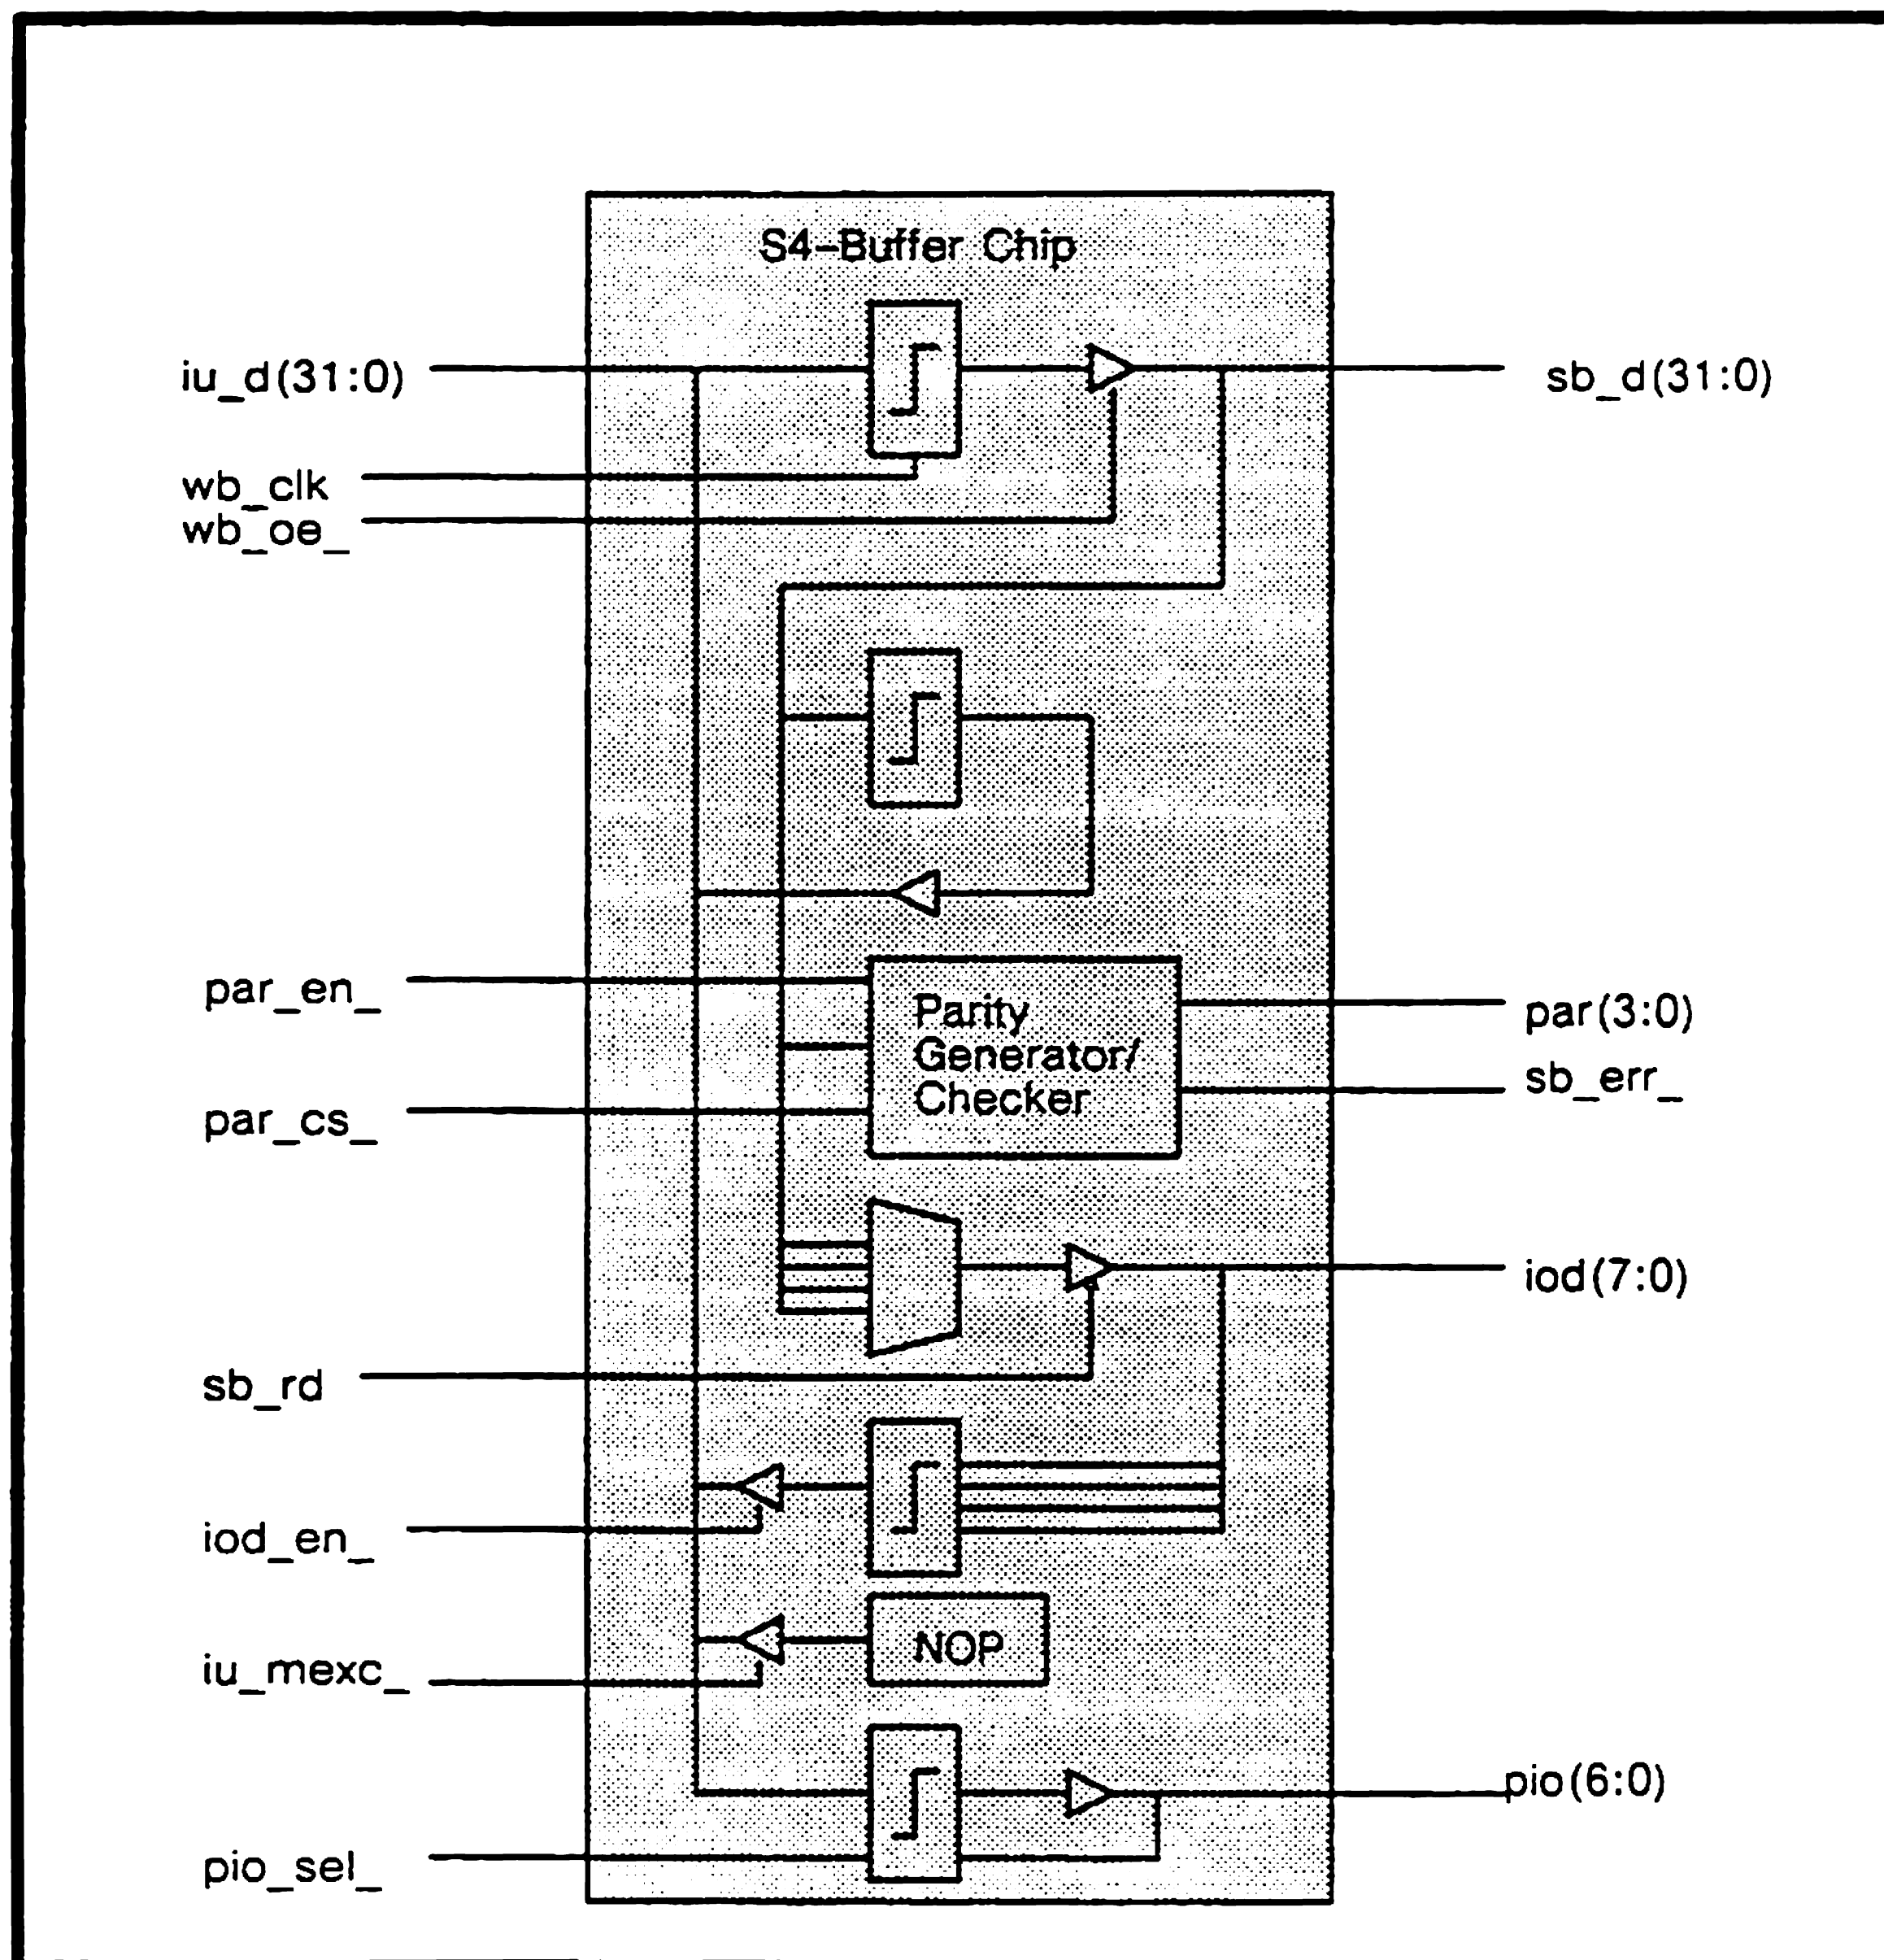 S4-Buffer Chip
iu_d(31:0)
sb_d(31:0)
wb_clk
wb_oe_
par_en_
Parity
Generator/
Checker
par(3:0)
sb_err_
par_cs_
iod(7:0)
sb_rd
iod_en_
NOP
iu_mexc_
pio(6:0)
pio_sel_